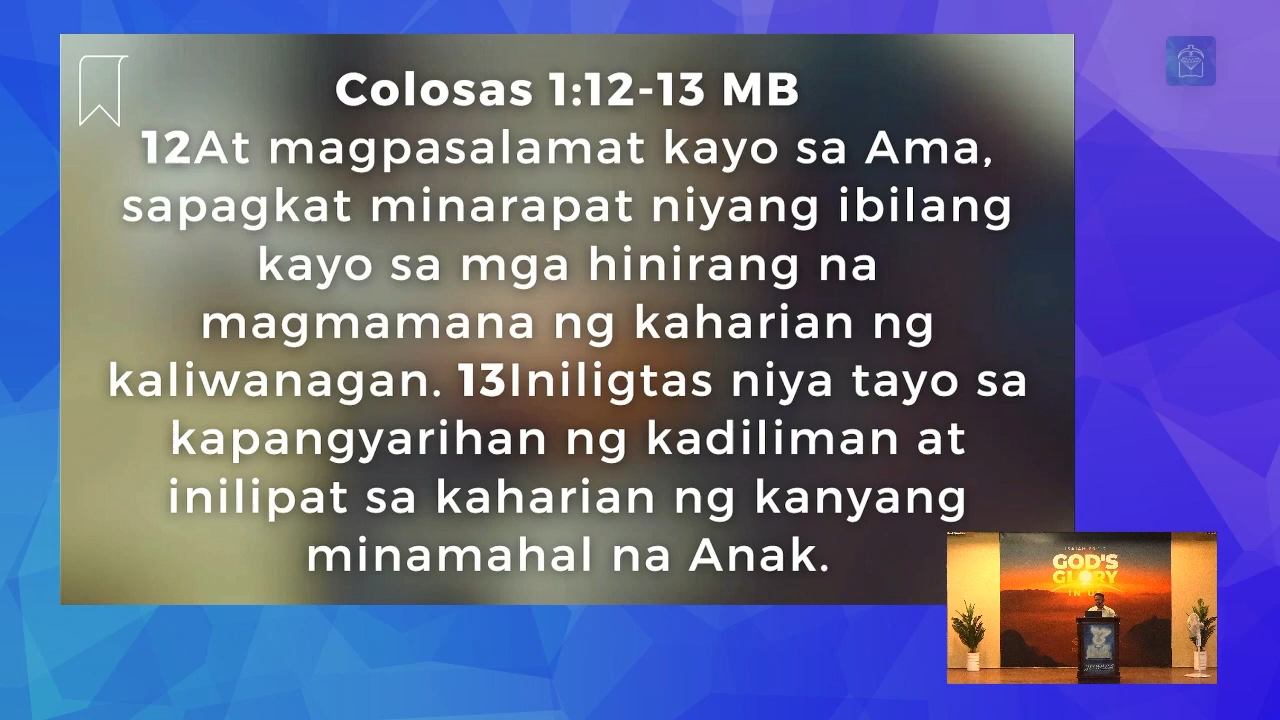 Colosas 1:12-13 MB
12At magpasalamat kayo sa Ama,
sapagkat minarapat niyang ibilang
kayo sa mga hinirang na
magmamana ng kaharian ng
kaliwanagan. 13Iniligtas niya tayo sa
kapangyarihan ng kadiliman at
inilipat sa kaharian ng kanyang
minamahal na Anak.
GOD'S
GLORY